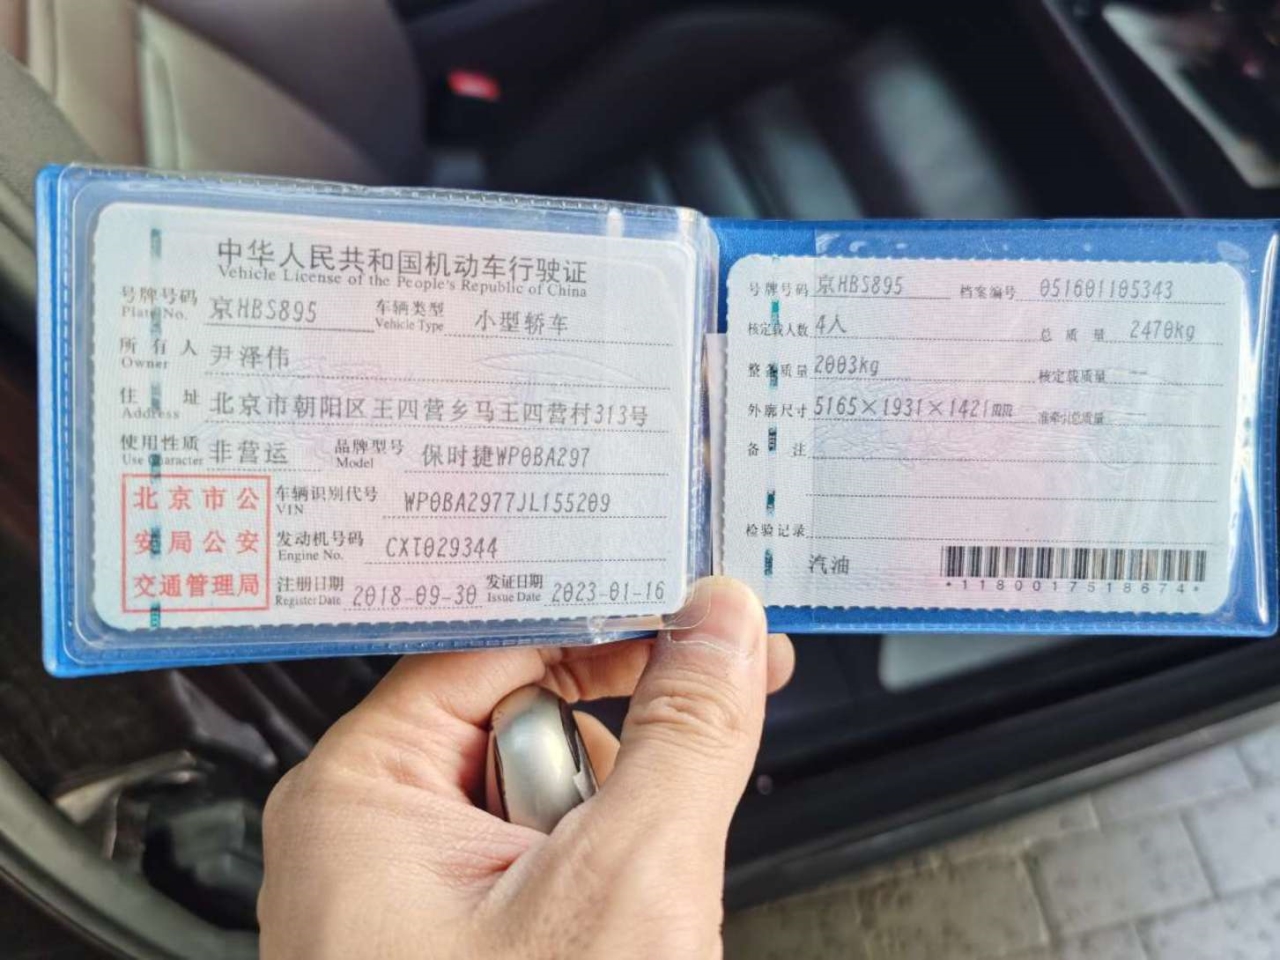 中华人民共和国机动车行驶证
Vehicle License of the People's Republic of China
号牌号码 京HBS895 车辆类型 小型轿车
Plate No. Vehicle Type
所有人 尹泽伟
Owner
住址 北京市朝阳区王四营乡马王四营村313号
Address
使用性质 非营运 品牌型号 保时捷WP0BA297
Use Character Model
北京市公 车辆识别代号 WP0BA2977JL155209
VIN
安局公安 发动机号码 CXT029344
Engine No.
交通管理局 注册日期 2018-09-30 发证日期 2023-01-16
Register Date Issue Date
号牌号码 京HBS895 档案编号 051601105343
核定载人数 4人 总质量 2470kg
整备质量 2003kg 核定载质量 --
外廓尺寸 5165×1931×1421mm 准牵引总质量 --
备注
检验记录
汽油
*1180017518674*